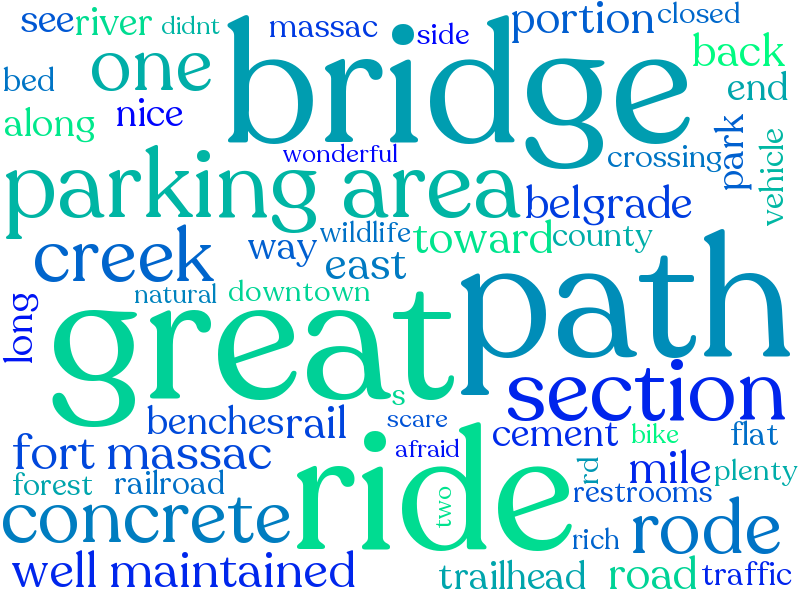 see river didnt massac side portion closed
bed one bridge back
along nice end
wonderful crossing park vehicle
parking area belgrade
creek way wildlife toward county
east
long natural downtown
great path
s section
benches rail scare
fort massac afraid cement bike flat
forest railroad ride two rd mile plenty
concrete restrooms
rich rode
well maintained trailhead road traffic